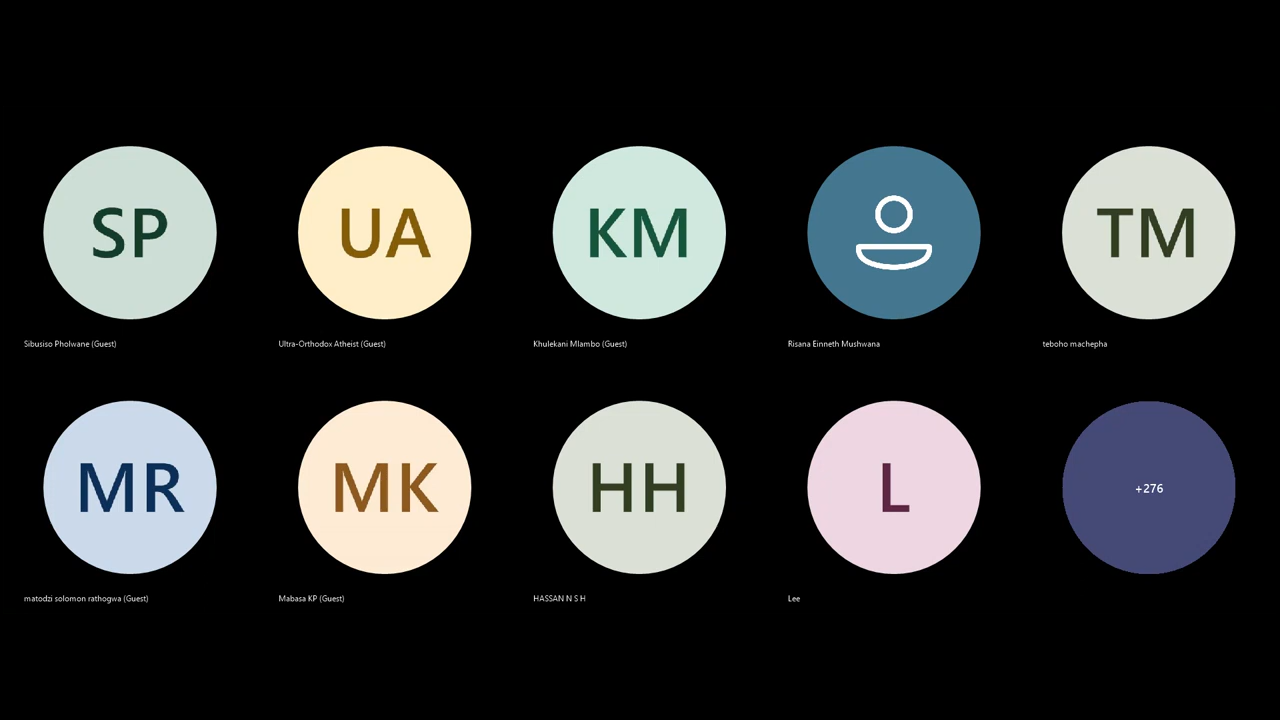 SP
UA
KM
TM
Sibusiso Pholwane (Guest)
Ultra-Orthodox Atheist (Guest)
Khulekani Mlambo (Guest)
Risana Einneth Mushwana
teboho machepha
MR
MK
HH
L
+276
matodzi solomon rathogwa (Guest)
Mabasa KP (Guest)
HASSAN N S H
Lee